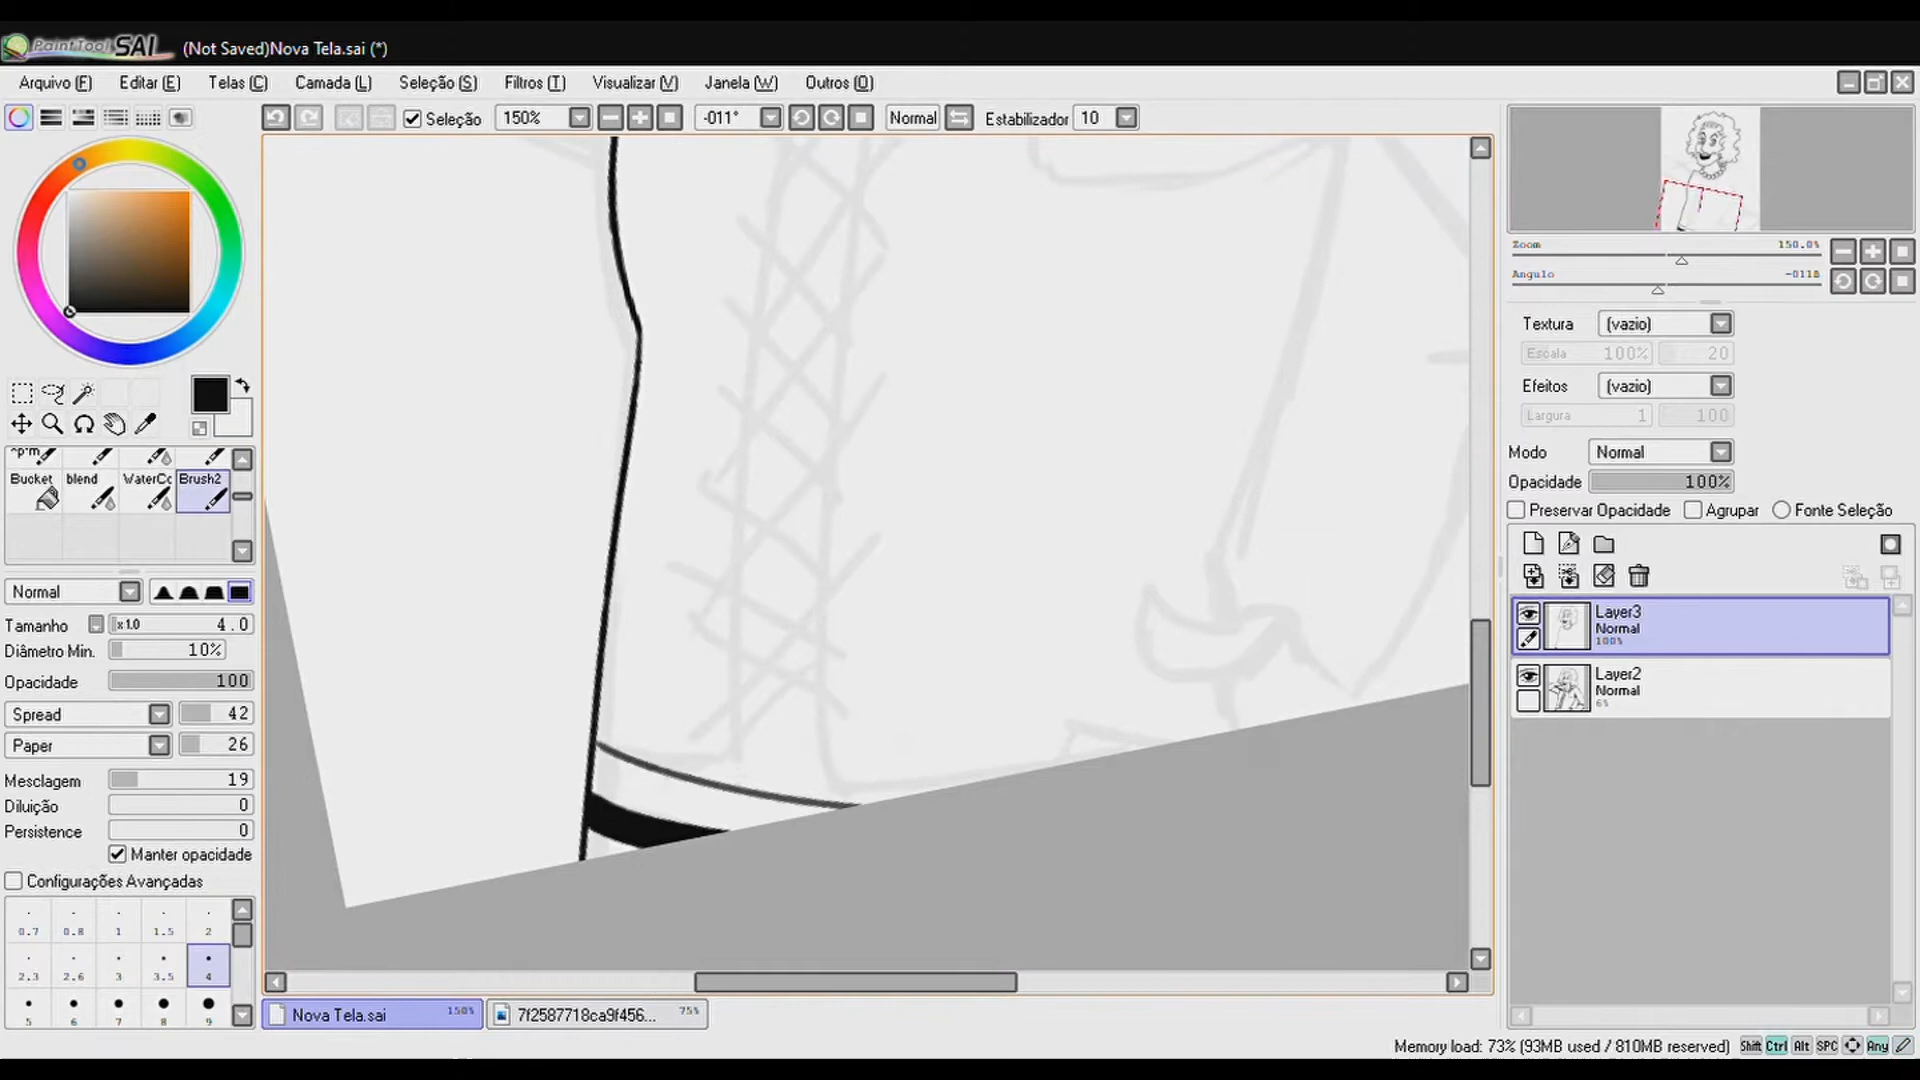 PaintTool SAI (Not Saved)Nova Tela.sai (*)
Arquivo (F) Editar (E) Telas (C) Camada (L) Seleção (S) Filtros (T) Visualizar (V) Janela (W) Outros (O)
Seleção 150% -011° Normal Estabilizador 10
Zoom 150.0%
Angulo -011B
Textura (vazio)
Escala 100% 20
Efeitos (vazio)
Largura 1 100
Modo Normal
Opacidade 100%
Preservar Opacidade Agrupar Fonte Seleção
Layer3
Normal
100%
Layer2
Normal
6%
Bucket blend WaterCo Brush2
Normal
Tamanho x1.0 4.0
Diâmetro Min. 10%
Opacidade 100
Spread 42
Paper 26
Mesclagem 19
Diluição 0
Persistence 0
Manter opacidade
Configurações Avançadas
0.7 0.8 1 1.5 2
2.3 2.6 3 3.5 4
5 6 7 8 9
Nova Tela.sai 150% 7f2587718ca9f456... 75%
Memory load: 73% (93MB used / 810MB reserved) Shift Ctrl Alt SPC Any